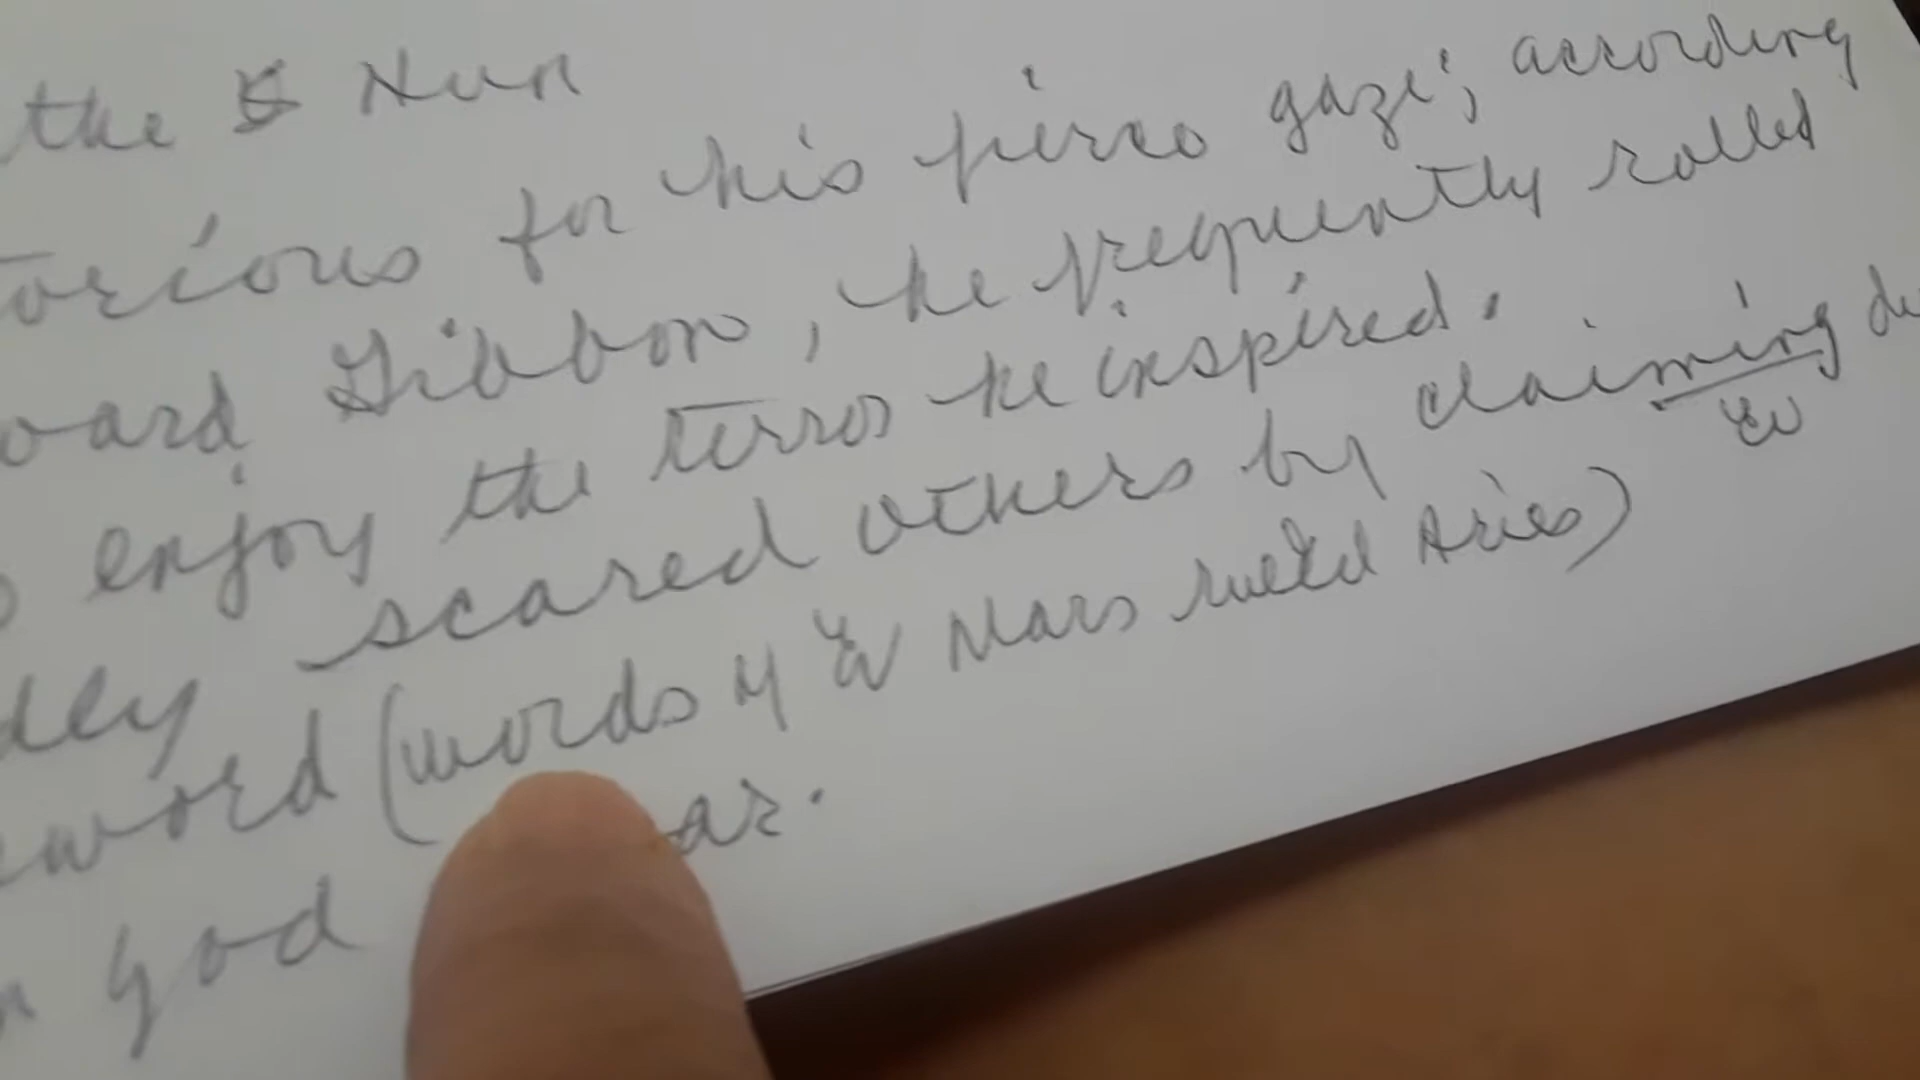 the Hun
torious for his fierce gaze; according
ward Gibbon, he frequently rolled
enjoy the terror he inspired.
dly scared others by claiming
word (words of Mars ruled Aries)
god ar.